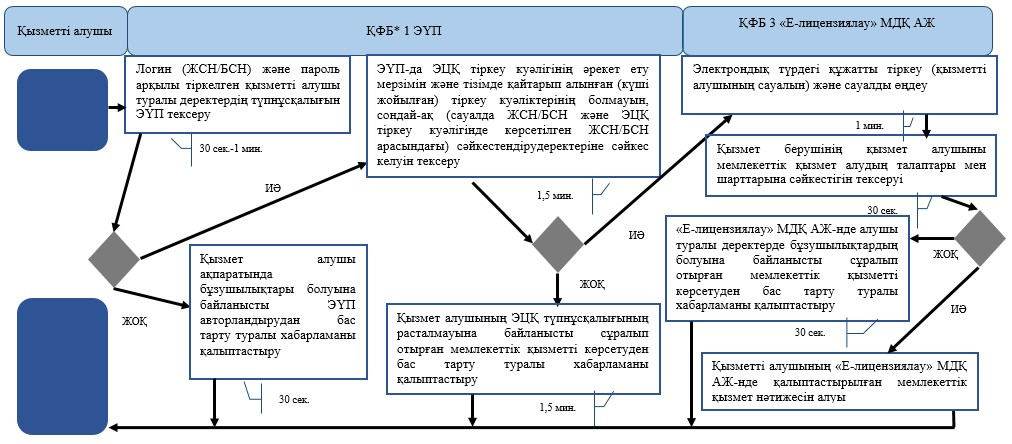 Қызметті алушы
ҚФБ* 1 ЭҮП
ҚФБ 3 «Е-лицензиялау» МДҚ АЖ
Логин (ЖСН/БСН) және пароль
арқылы тіркелген қызметті алушы
туралы деректердің түпнұсқалығын
ЭҮП тексеру
30 сек.-1 мин.
ЭҮП-да ЭЦҚ тіркеу куәлігінің әрекет ету
мерзімін және тізімде қайтарып алынған (күші
жойылған) тіркеу куәліктерінің болмауын,
сондай-ақ (сауалда ЖСН/БСН және ЭЦҚ
тіркеу куәлігінде көрсетілген ЖСН/БСН
арасындағы) сәйкестендірудеректеріне сәйкес
келуін тексеру
1,5 мин.
Электрондық түрдегі құжатты тіркеу (қызметті
алушының сауалын) және сауалды өңдеу
1 мин.
Қызмет берушінің қызмет алушыны
мемлекеттік қызмет алудың талаптары мен
шарттарына сәйкестігін тексеруі
30 сек.
ИӘ
ИӘ
ЖОҚ
«Е-лицензиялау» МДҚ АЖ-нде алушы
туралы деректерде бұзушылықтардың
болуына байланысты сұралып
отырған мемлекеттік қызметті
көрсетуден бас тарту туралы
хабарламаны қалыптастыру
30 сек.
ИӘ
ЖОҚ
Қызмет алушы
ақпаратында
бұзушылықтары болуына
байланысты ЭҮП
авторландырудан бас
тарту туралы хабарламаны
қалыптастыру
30 сек.
ЖОҚ
Қызмет алушының ЭЦҚ түпнұсқалығының
расталмауына байланысты сұралып
отырған мемлекеттік қызметті көрсетуден
бас тарту туралы хабарламаны
қалыптастыру
1,5 мин.
Қызметті алушының «Е-лицензиялау» МДҚ
АЖ-нде қалыптастырылған мемлекеттік
қызмет нәтижесін алуы